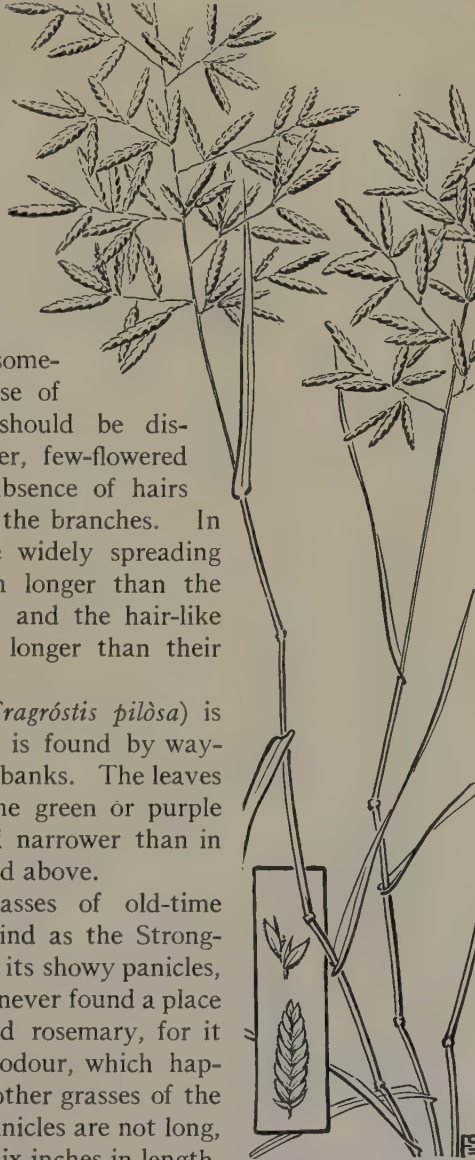 some-
se of
should be dis-
er, few-flowered
bsence of hairs
the branches. In
e widely spreading
n longer than the
and the hair-like
longer than their
ragróstis pilòsa) is
is found by way-
banks. The leaves
ne green or purple
narrower than in
d above.
asses of old-time
ind as the Strong-
its showy panicles,
never found a place
d rosemary, for it
odour, which hap-
other grasses of the
nicles are not long,
ix inches in length